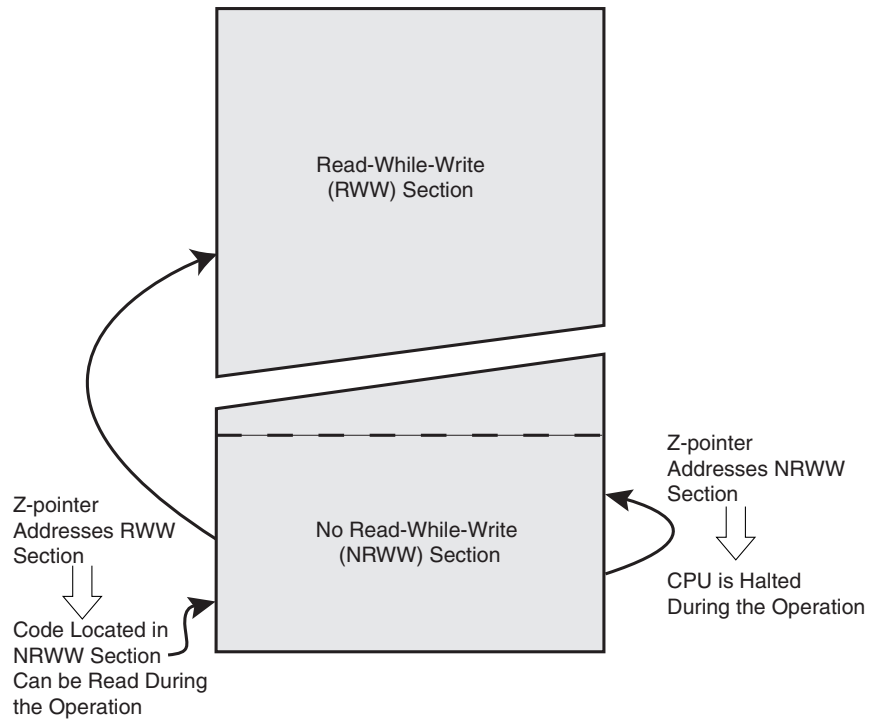 Read-While-Write
(RWW) Section
Z-pointer
Addresses RWW
Section
Code Located in
NRWW Section
Can be Read During
the Operation
No Read-While-Write
(NRWW) Section
Z-pointer
Addresses NRWW
Section
CPU is Halted
During the Operation